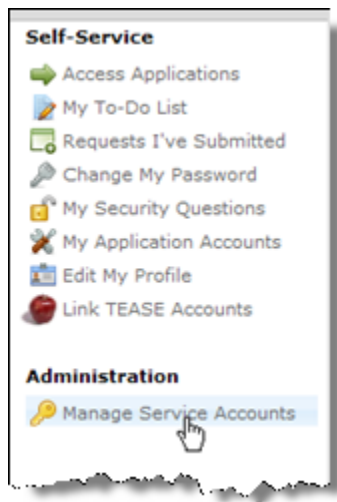 Self-Service
Access Applications
My To-Do List
Requests I've Submitted
Change My Password
My Security Questions
My Application Accounts
Edit My Profile
Link TEASE Accounts
Administration
Manage Service Accounts